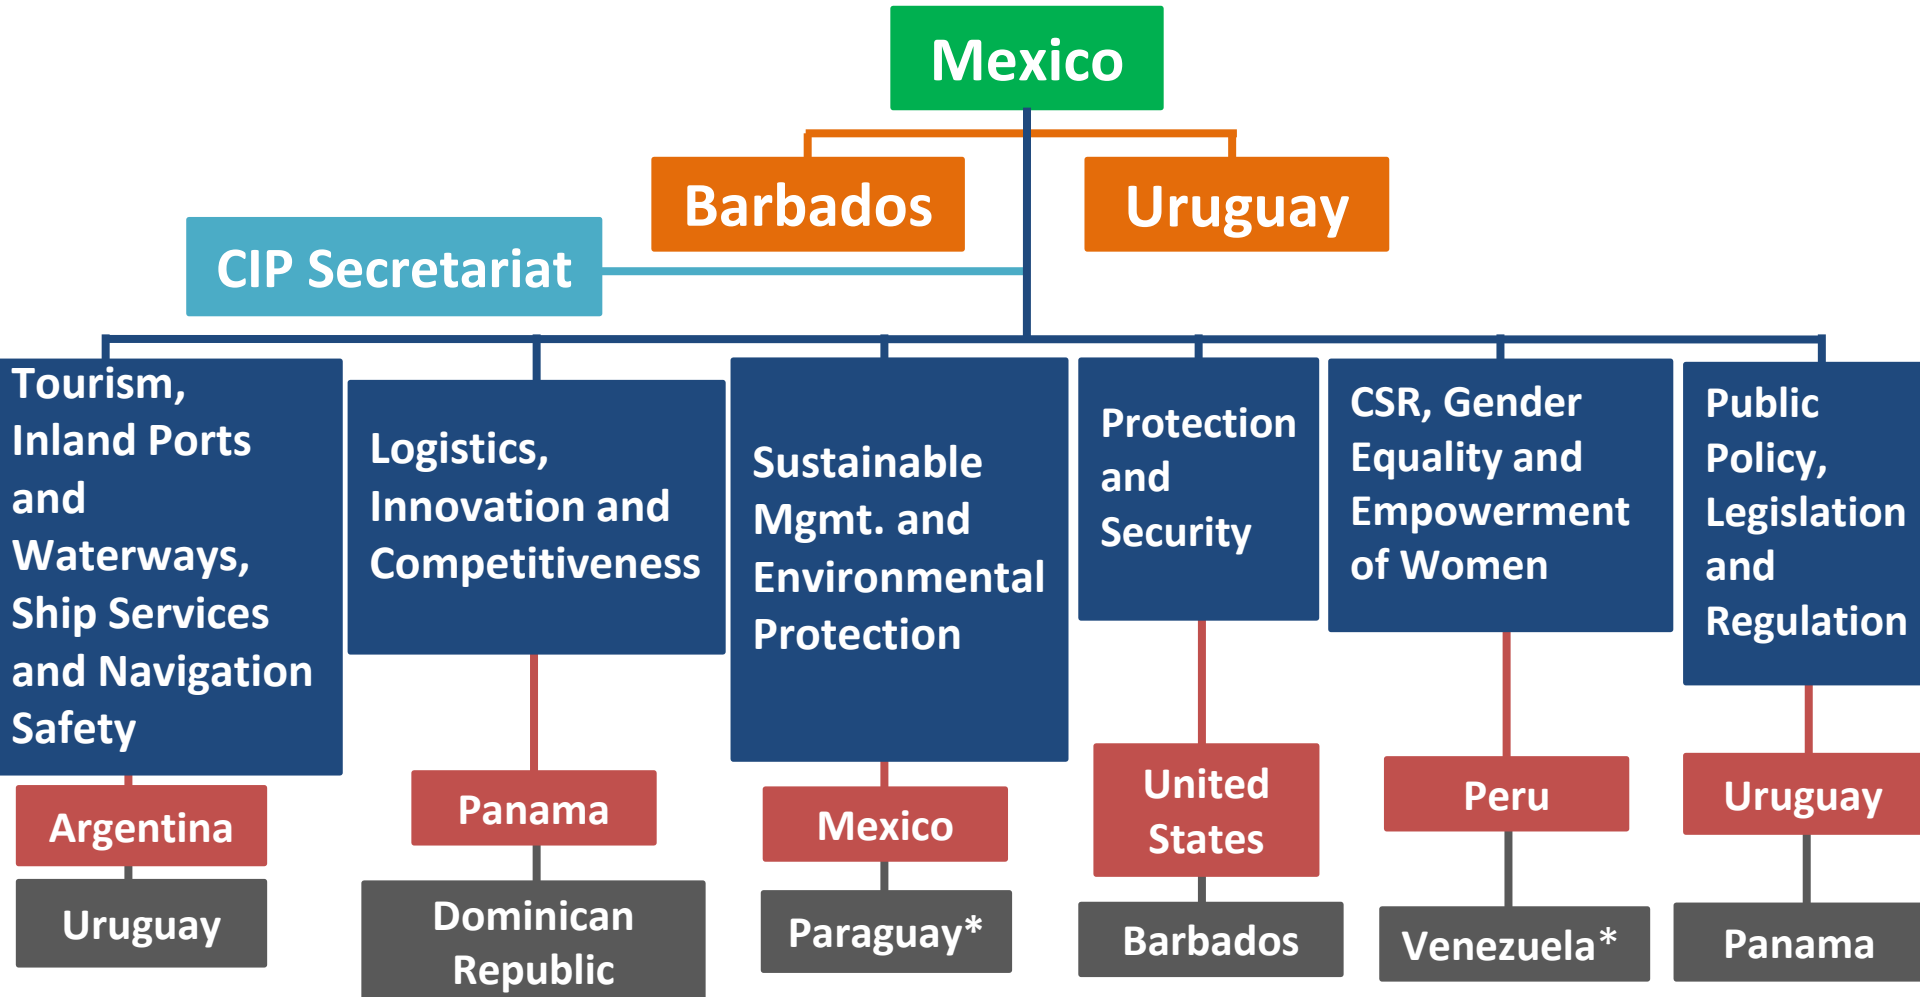 Mexico
Barbados
Uruguay
CIP Secretariat
Tourism,
Inland Ports
and
Waterways,
Ship Services
and Navigation
Safety
Logistics,
Innovation and
Competitiveness
Sustainable
Mgmt. and
Environmental
Protection
Protection
and
Security
CSR, Gender
Equality and
Empowerment
of Women
Public
Policy,
Legislation
and
Regulation
Argentina
Panama
Mexico
United
States
Peru
Uruguay
Uruguay
Dominican
Republic
Paraguay*
Barbados
Venezuela*
Panama